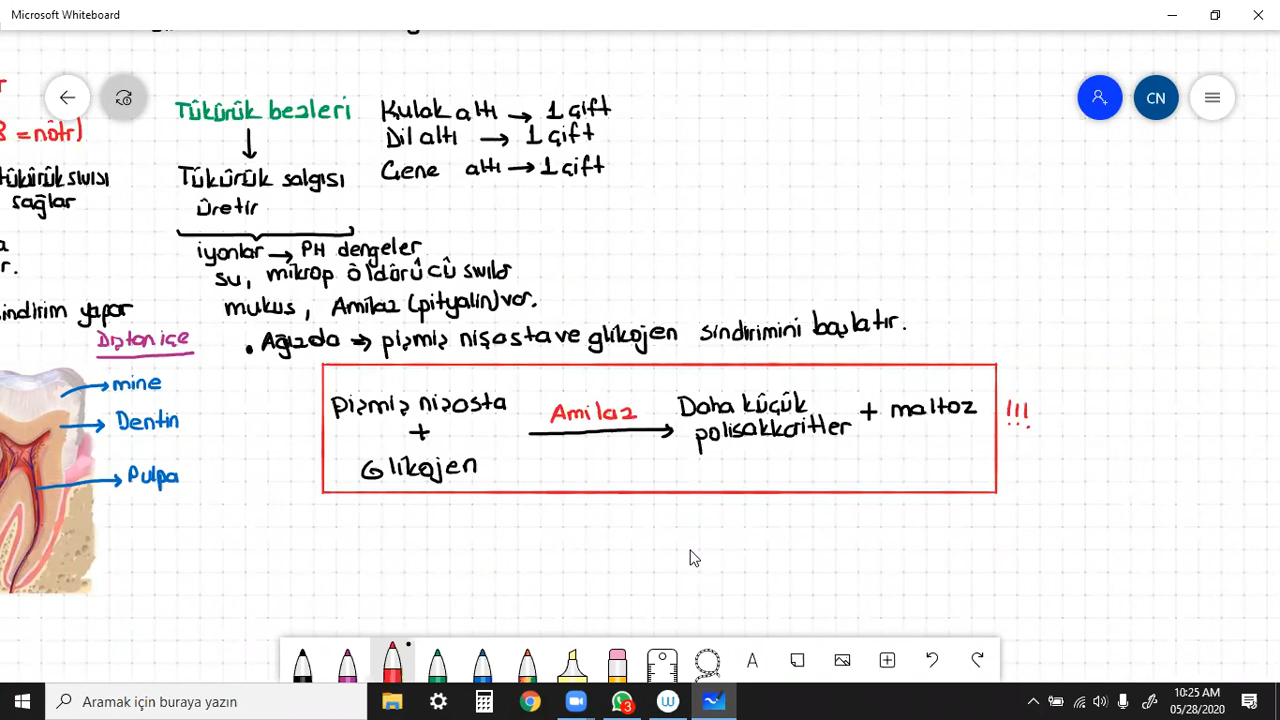 Microsoft Whiteboard
CN
= nötr)
tükürük sıvısı
sağlar
sindirim yapar
Dıştan içe
mine
Dentin
Pulpa
Tükürük bezleri
Tükürük salgısı
üretir
Kulak altı → 1 çift
Dil altı → 1 çift
Çene altı → 1 çift
iyonlar → PH dengeler
su, mikrop öldürücü sıvılar
mukus, Amilaz (pityalin) var.
. Ağızda ⇒ pişmiş nişasta ve glikojen sindirimini başlatır.
pişmiş nişasta
+
Glikojen
Amilaz
Daha küçük
polisakkaritler
+ maltoz
!!!
A
Aramak için buraya yazın
3
10:25 AM
05/28/2020